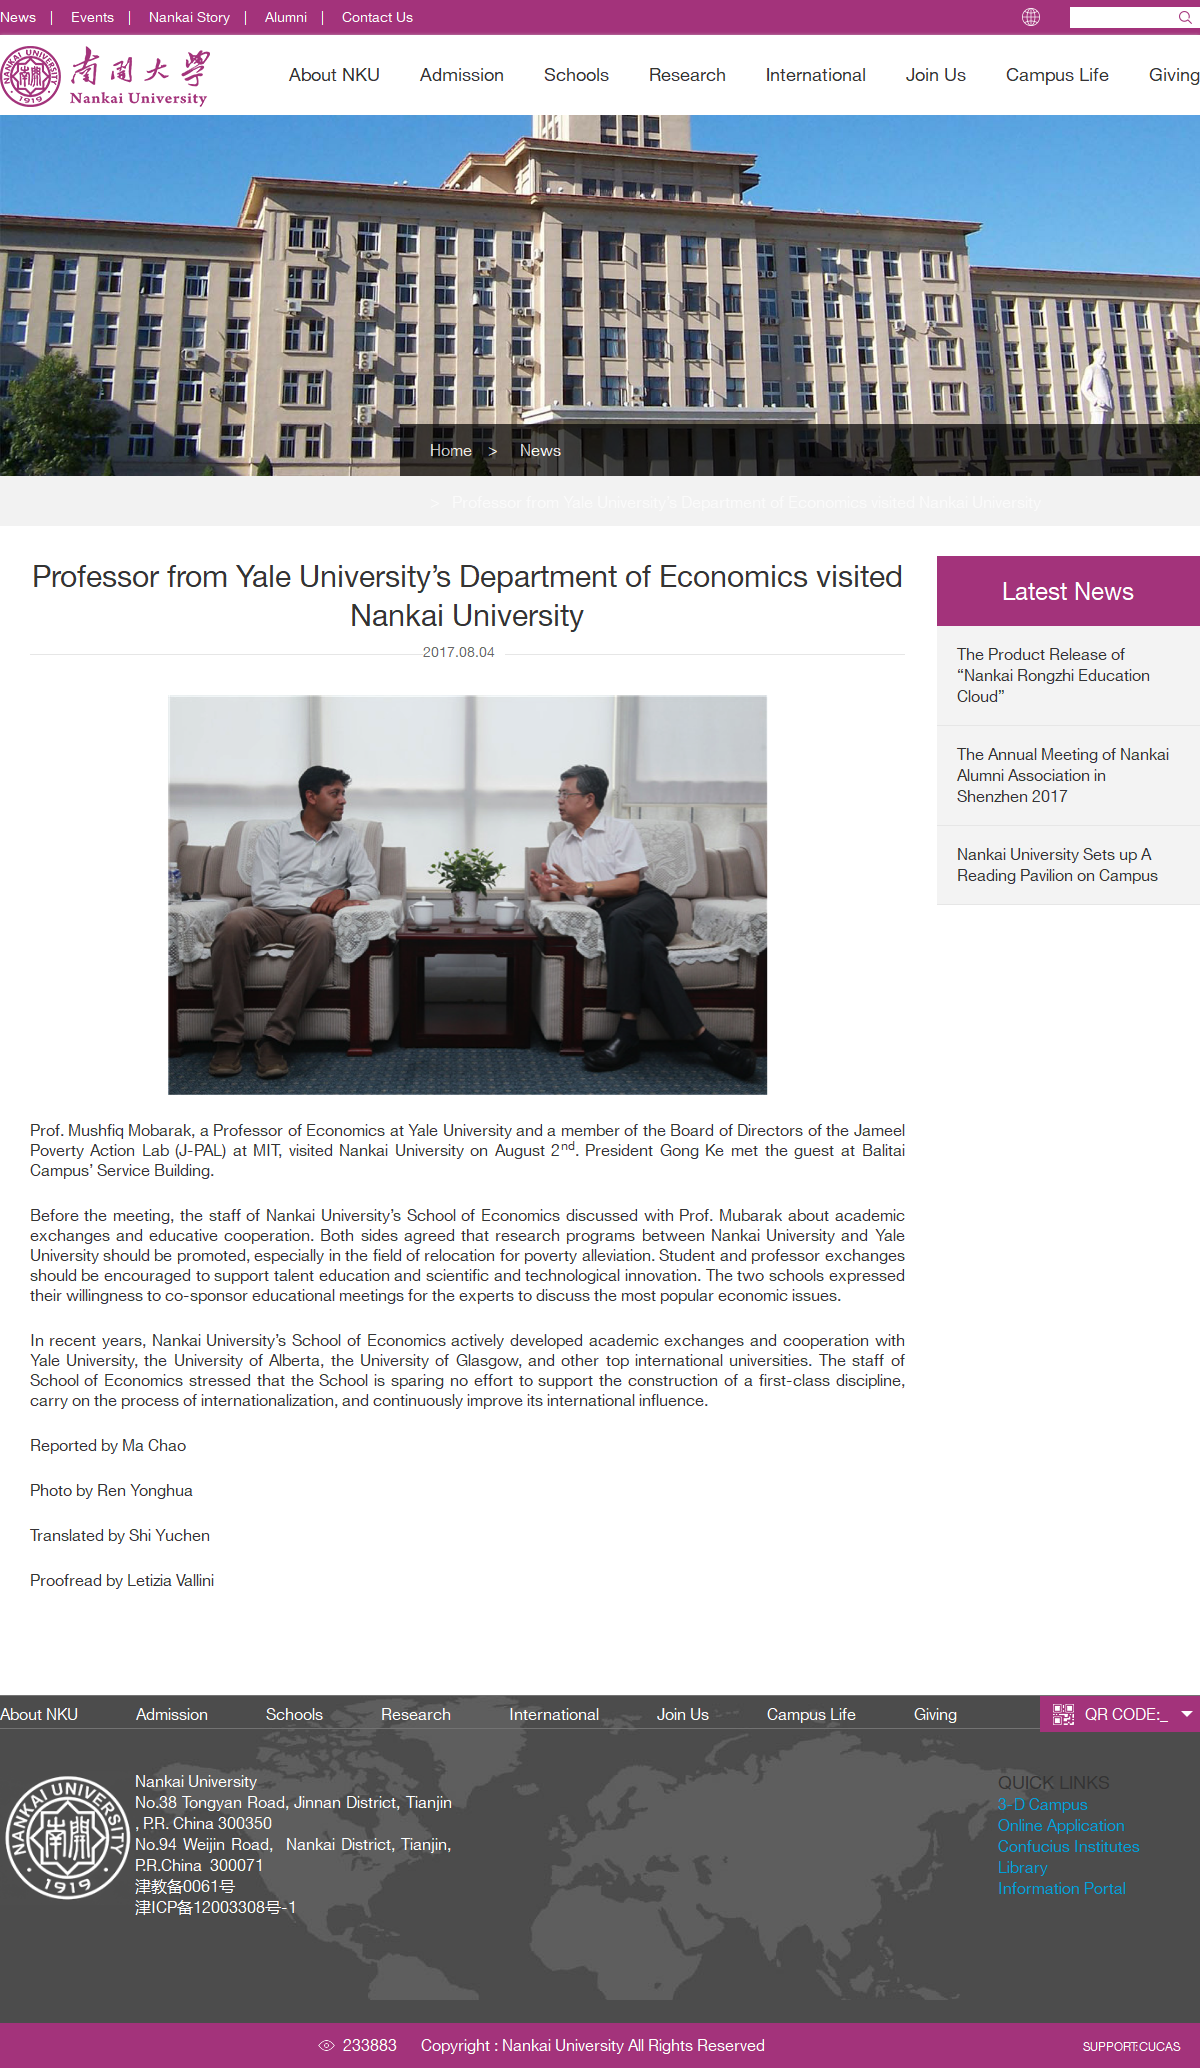 News | Events | Nankai Story | Alumni | Contact Us
NANKAI UNIVERSITY
1919
南開大學
Nankai University
About NKU Admission Schools Research International Join Us Campus Life Giving
Home > News
> Professor from Yale University's Department of Economics visited Nankai University
Professor from Yale University’s Department of Economics visited
Nankai University
2017.08.04
Latest News
The Product Release of
“Nankai Rongzhi Education
Cloud”
The Annual Meeting of Nankai
Alumni Association in
Shenzhen 2017
Nankai University Sets up A
Reading Pavilion on Campus
Prof. Mushfiq Mobarak, a Professor of Economics at Yale University and a member of the Board of Directors of the Jameel
Poverty Action Lab (J-PAL) at MIT, visited Nankai University on August 2nd. President Gong Ke met the guest at Balitai
Campus’ Service Building.
Before the meeting, the staff of Nankai University’s School of Economics discussed with Prof. Mubarak about academic
exchanges and educative cooperation. Both sides agreed that research programs between Nankai University and Yale
University should be promoted, especially in the field of relocation for poverty alleviation. Student and professor exchanges
should be encouraged to support talent education and scientific and technological innovation. The two schools expressed
their willingness to co-sponsor educational meetings for the experts to discuss the most popular economic issues.
In recent years, Nankai University’s School of Economics actively developed academic exchanges and cooperation with
Yale University, the University of Alberta, the University of Glasgow, and other top international universities. The staff of
School of Economics stressed that the School is sparing no effort to support the construction of a first-class discipline,
carry on the process of internationalization, and continuously improve its international influence.
Reported by Ma Chao
Photo by Ren Yonghua
Translated by Shi Yuchen
Proofread by Letizia Vallini
About NKU Admission Schools Research International Join Us Campus Life Giving QR CODE:_
NANKAI UNIVERSITY
南開
1919
Nankai University
No.38 Tongyan Road, Jinnan District, Tianjin
, P.R. China 300350
No.94 Weijin Road, Nankai District, Tianjin,
P.R.China 300071
津教备0061号
津ICP备12003308号-1
QUICK LINKS
3-D Campus
Online Application
Confucius Institutes
Library
Information Portal
233883 Copyright : Nankai University All Rights Reserved
SUPPORT:CUCAS